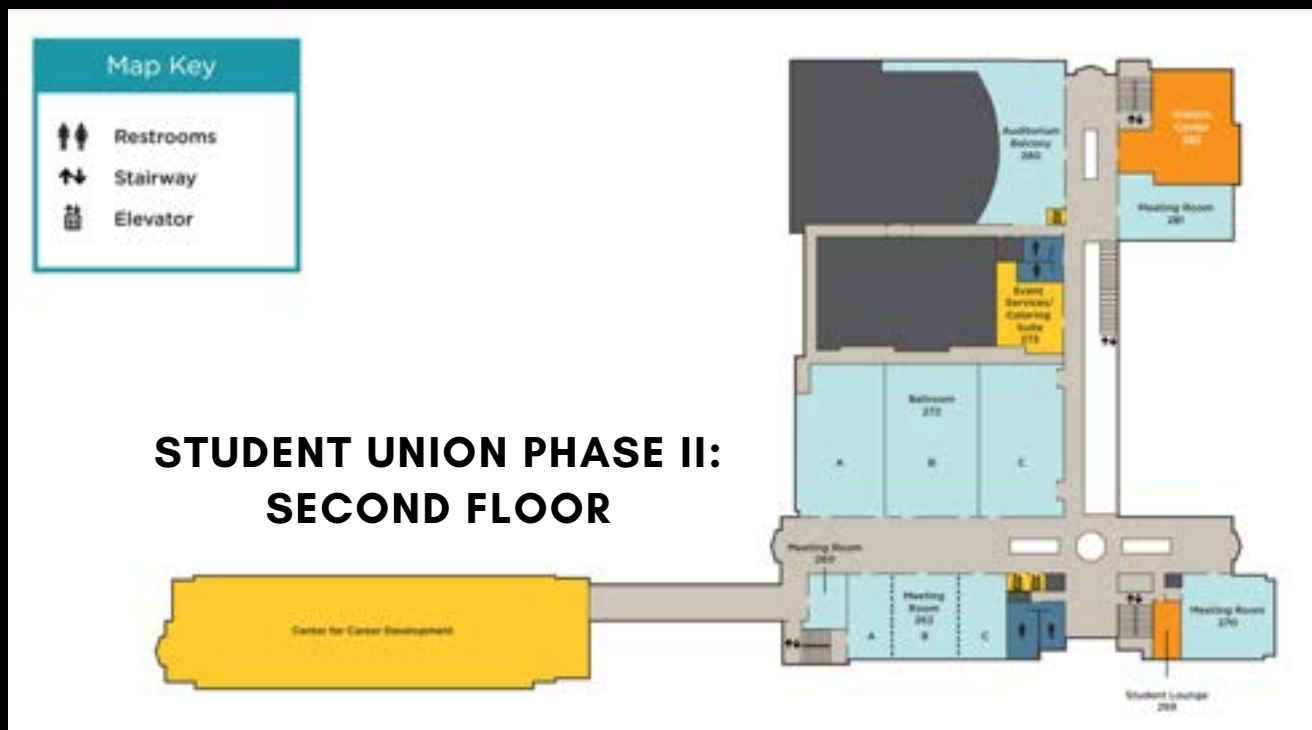 Map Key
Restrooms
Stairway
Elevator
STUDENT UNION PHASE II:
SECOND FLOOR
Auditorium
Balcony
280
Center
Meeting Room
281
Event
Services/
Catering
Suite
273
Ballroom
272
A
B
C
Meeting Room
260
Meeting
Room
262
A
B
C
Meeting Room
270
Student Lounge
269
Center for Career Development